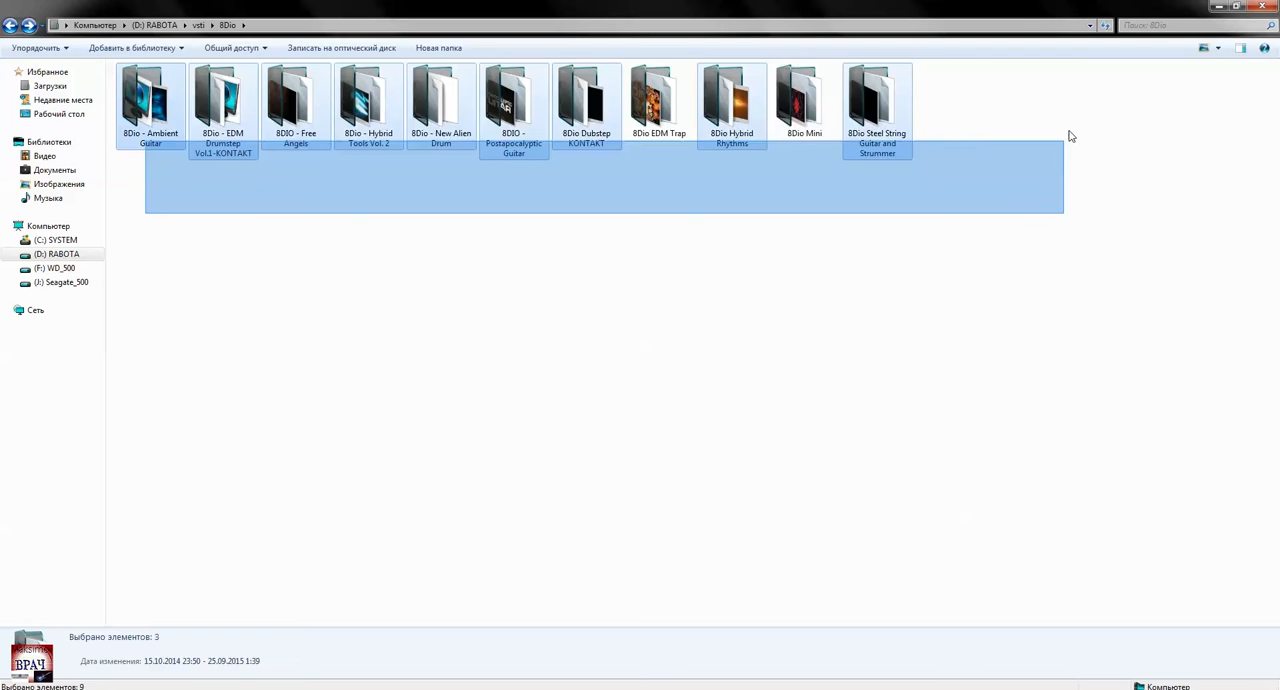 Компьютер ▸ (D:) RABOTA ▸ vsti ▸ 8Dio ▸
Поиск: 8Dio
Упорядочить Добавить в библиотеку Общий доступ Записать на оптический диск Новая папка
Избранное
Загрузки
Недавние места
Рабочий стол
Библиотеки
Видео
Документы
Изображения
Музыка
Компьютер
(C:) SYSTEM
(D:) RABOTA
(F:) WD_500
(J:) Seagate_500
Сеть
8Dio - Ambient
Guitar
8Dio - EDM
Drumstep
Vol.1-KONTAKT
8DIO - Free
Angels
8Dio - Hybrid
Tools Vol. 2
8Dio - New Alien
Drum
8DIO -
Postapocalyptic
Guitar
8Dio Dubstep
KONTAKT
8Dio EDM Trap
8Dio Hybrid
Rhythms
8Dio Mini
8Dio Steel String
Guitar and
Strummer
ВРАЧ
Выбрано элементов: 3
Дата изменения: 15.10.2014 23:50 - 25.09.2015 1:39
Выбрано элементов: 9
Компьютер